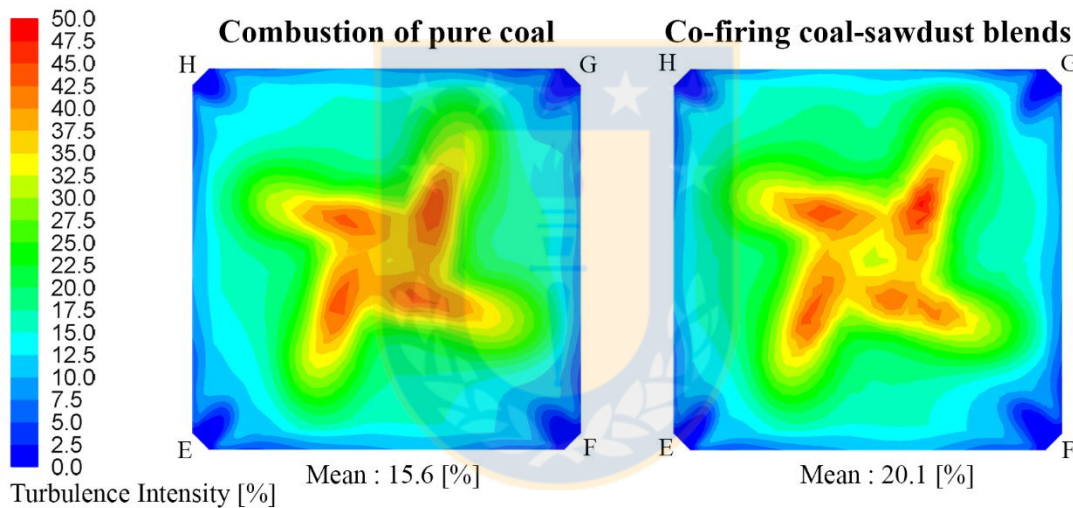 50.0
47.5
45.0
42.5
40.0
37.5
35.0
32.5
30.0
27.5
25.0
22.5
20.0
17.5
15.0
12.5
10.0
7.5
5.0
2.5
0.0
Turbulence Intensity [%]
Combustion of pure coal
H
G
E
F
Mean : 15.6 [%]
Co-firing coal-sawdust blends
H
G
E
F
Mean : 20.1 [%]